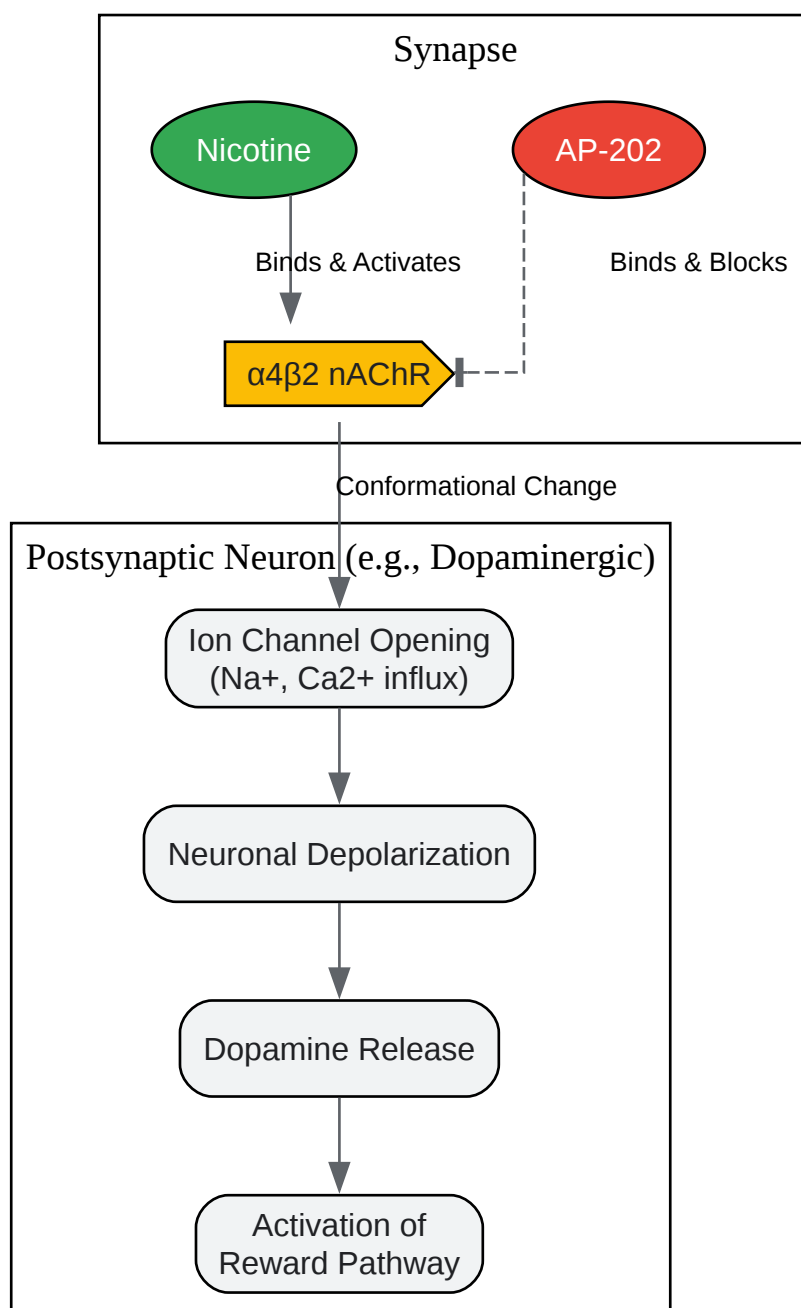 Synapse
Nicotine
AP-202
Binds & Activates
Binds & Blocks
α4β2 nAChR
Conformational Change
Postsynaptic Neuron (e.g., Dopaminergic)
Ion Channel Opening
(Na+, Ca2+ influx)
Neuronal Depolarization
Dopamine Release
Activation of
Reward Pathway